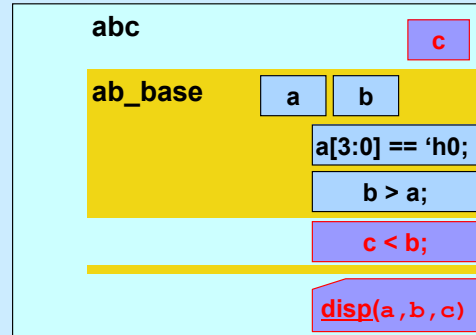 abc
c
ab_base a b
a[3:0] == ‘h0;
b > a;
c < b;
disp(a,b,c)